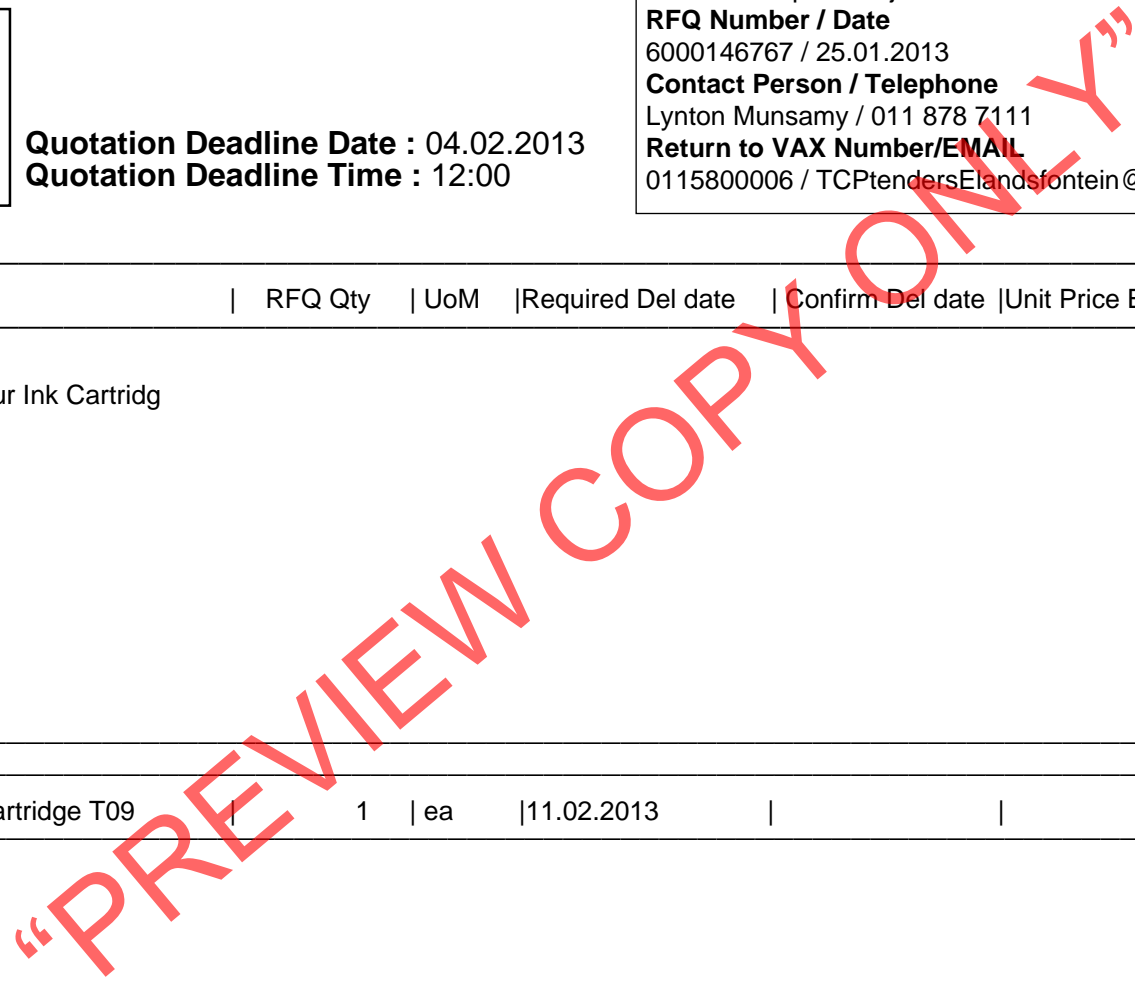 RFQ Number / Date
6000146767 / 25.01.2013
Contact Person / Telephone
Lynton Munsamy / 011 878 7111
Quotation Deadline Date : 04.02.2013
Return to VAX Number/EMAIL
Quotation Deadline Time : 12:00
0115800006 / TCPtendersElandsfontein@
| RFQ Qty | UoM |Required Del date | Confirm Del date |Unit Price E
ur Ink Cartridg
artridge T09 | 1 | ea |11.02.2013 | |
“PREVIEW COPY ONLY”